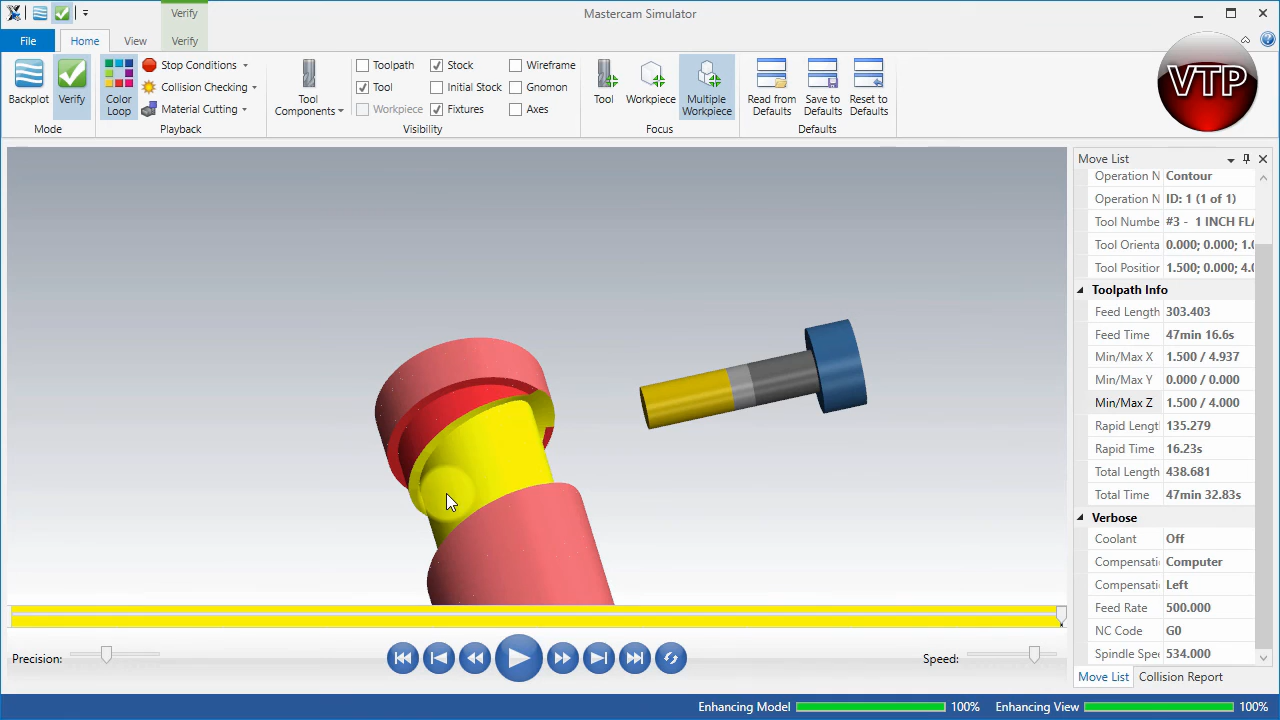 Verify
Mastercam Simulator
File
Home
View
Verify
VTP
Backplot
Verify
Mode
Color Loop
Stop Conditions
Collision Checking
Material Cutting
Playback
Tool Components
Toolpath
Tool
Workpiece
Stock
Initial Stock
Fixtures
Wireframe
Gnomon
Axes
Visibility
Tool
Workpiece
Multiple Workpiece
Focus
Read from Defaults
Save to Defaults
Reset to Defaults
Defaults
Move List
Operation N Contour
Operation N ID: 1 (1 of 1)
Tool Numbe #3 - 1 INCH FLA
Tool Orienta 0.000; 0.000; 1.0
Tool Position 1.500; 0.000; 4.0
Toolpath Info
Feed Length 303.403
Feed Time 47min 16.6s
Min/Max X 1.500 / 4.937
Min/Max Y 0.000 / 0.000
Min/Max Z 1.500 / 4.000
Rapid Lengt 135.279
Rapid Time 16.23s
Total Length 438.681
Total Time 47min 32.83s
Verbose
Coolant Off
Compensati Computer
Compensati Left
Feed Rate 500.000
NC Code G0
Spindle Spe 534.000
Move List
Collision Report
Precision:
Speed:
Enhancing Model 100%
Enhancing View 100%